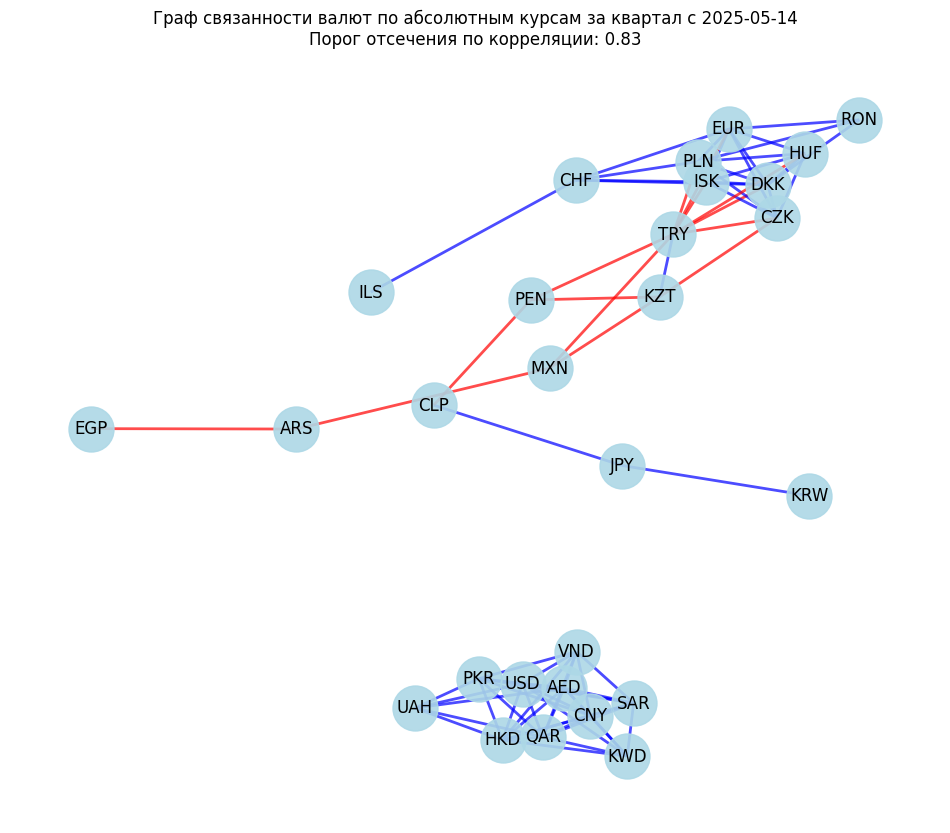 Граф связанности валют по абсолютным курсам за квартал с 2025-05-14
Порог отсечения по корреляции: 0.83
RON
EUR
HUF
PLN
CHF
ISK
DKK
CZK
TRY
ILS
PEN
KZT
MXN
CLP
EGP
ARS
JPY
KRW
VND
PKR
USD
AED
UAH
SAR
CNY
HKD
QAR
KWD